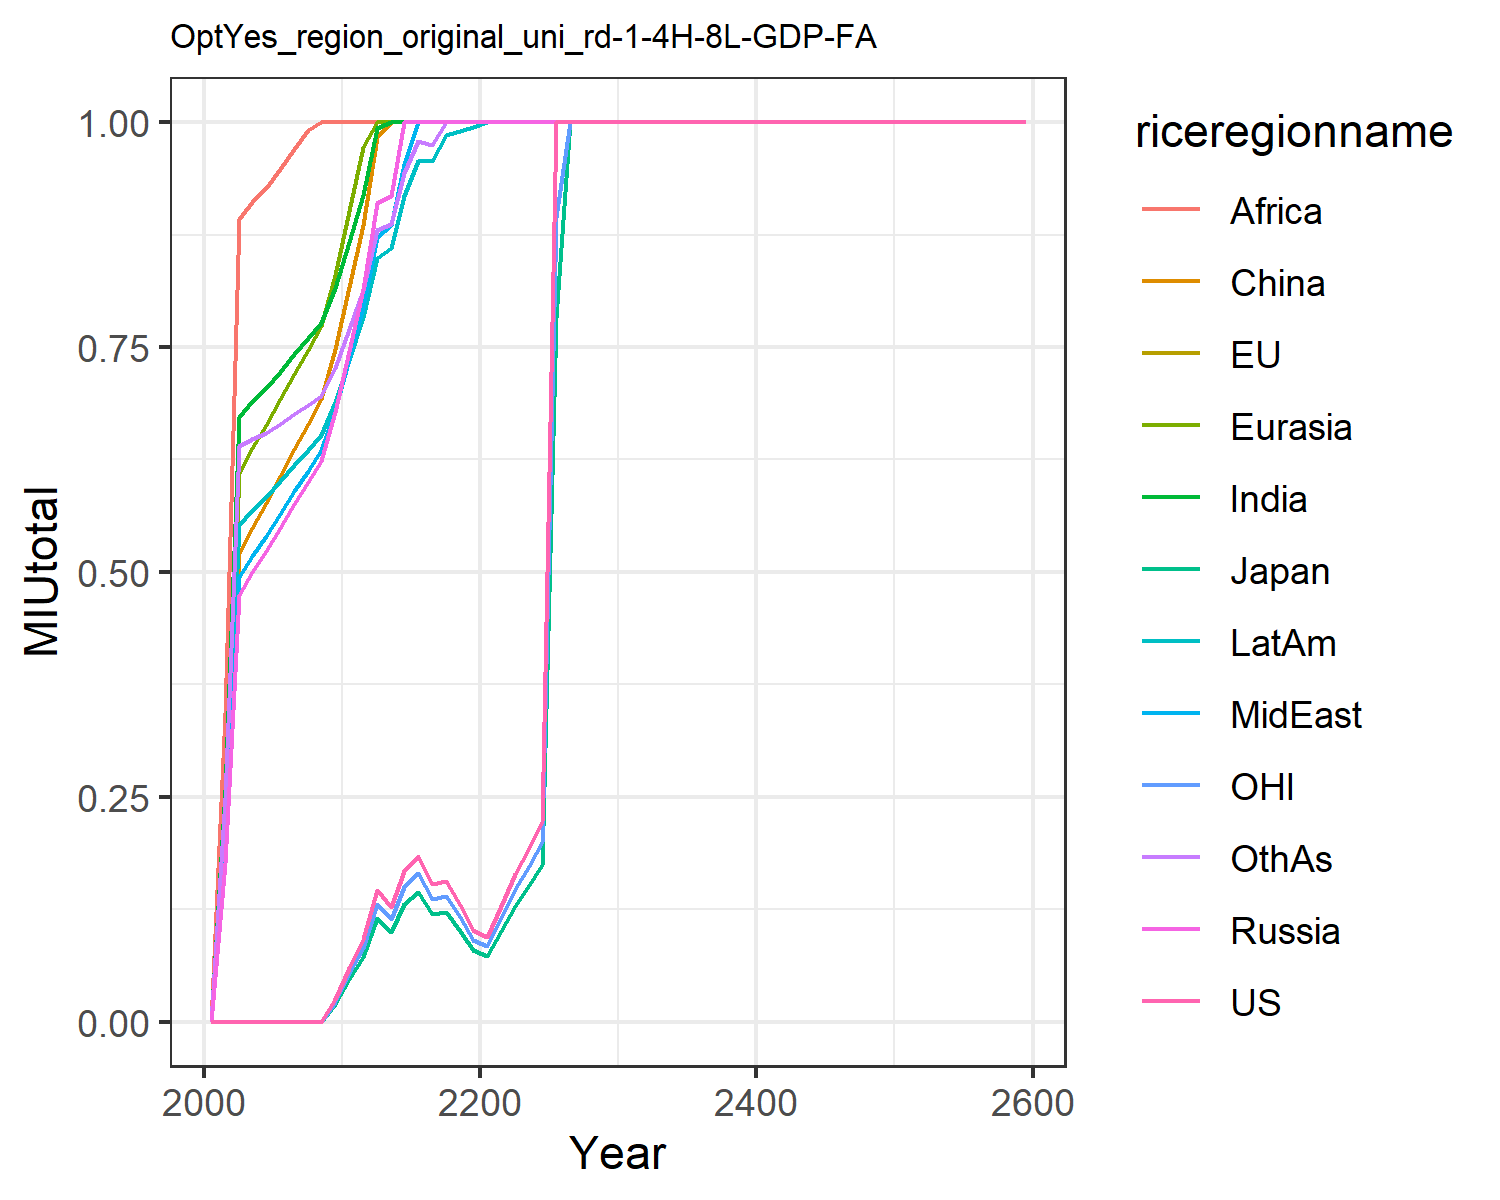 OptYes_region_original_uni_rd-1-4H-8L-GDP-FA
1.00
0.75
0.50
0.25
0.00
MIUtotal
2000
2200
2400
2600
Year
riceregionname
Africa
China
EU
Eurasia
India
Japan
LatAm
MidEast
OHI
OthAs
Russia
US